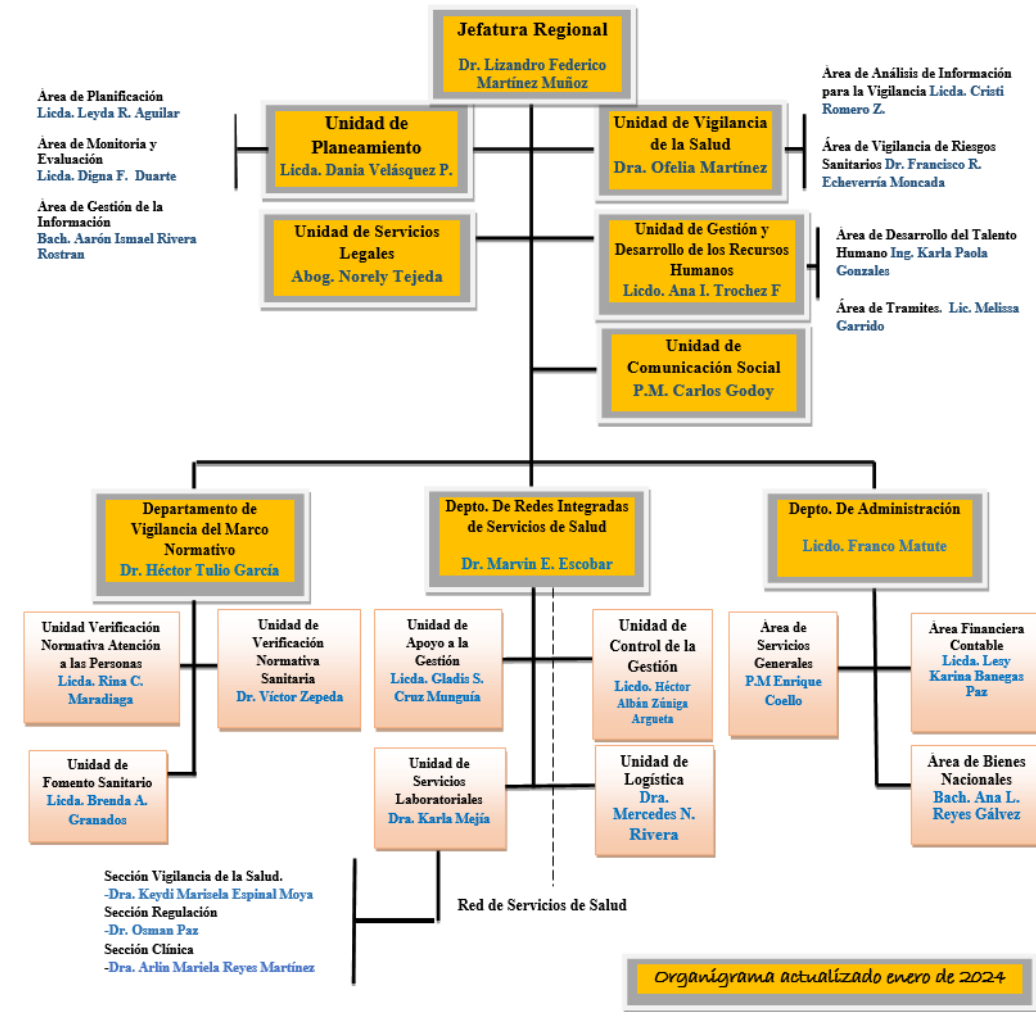 Jefatura Regional
Dr. Lizandro Federico
Martínez Muñoz
Área de Planificación
Licda. Leyda R. Aguilar
Área de Monitoria y
Evaluación
Licda. Digna F. Duarte
Área de Gestión de la
Información
Bach. Aarón Ismael Rivera
Rostran
Unidad de
Planeamiento
Licda. Dania Velásquez P.
Unidad de Vigilancia
de la Salud
Dra. Ofelia Martínez
Área de Análisis de Información
para la Vigilancia Licda. Cristi
Romero Z.
Área de Vigilancia de Riesgos
Sanitarios Dr. Francisco R.
Echeverría Moncada
Unidad de Servicios
Legales
Abog. Norely Tejeda
Unidad de Gestión y
Desarrollo de los Recursos
Humanos
Licdo. Ana I. Trochez F
Área de Desarrollo del Talento
Humano Ing. Karla Paola
Gonzales
Área de Tramites. Lic. Melissa
Garrido
Unidad de
Comunicación Social
P.M. Carlos Godoy
Departamento de
Vigilancia del Marco
Normativo
Dr. Héctor Tulio García
Depto. De Redes Integradas
de Servicios de Salud
Dr. Marvin E. Escobar
Depto. De Administración
Licdo. Franco Matute
Unidad Verificación
Normativa Atención
a las Personas
Licda. Rina C.
Maradiaga
Unidad de
Verificación
Normativa
Sanitaria
Dr. Víctor Zepeda
Unidad de
Apoyo a la
Gestión
Licda. Gladis S.
Cruz Munguía
Unidad de
Control de la
Gestión
Licdo. Héctor
Albán Zúniga
Argueta
Área de
Servicios
Generales
P.M Enrique
Coello
Área Financiera
Contable
Licda. Lesy
Karina Banegas
Paz
Unidad de
Fomento Sanitario
Licda. Brenda A.
Granados
Unidad de
Servicios
Laboratoriales
Dra. Karla Mejía
Unidad de
Logística
Dra.
Mercedes N.
Rivera
Área de Bienes
Nacionales
Bach. Ana L.
Reyes Gálvez
Sección Vigilancia de la Salud.
-Dra. Keydi Marisela Espinal Moya
Sección Regulación
-Dr. Osman Paz
Sección Clínica
-Dra. Arlin Mariela Reyes Martínez
Red de Servicios de Salud
Organigrama actualizado enero de 2024